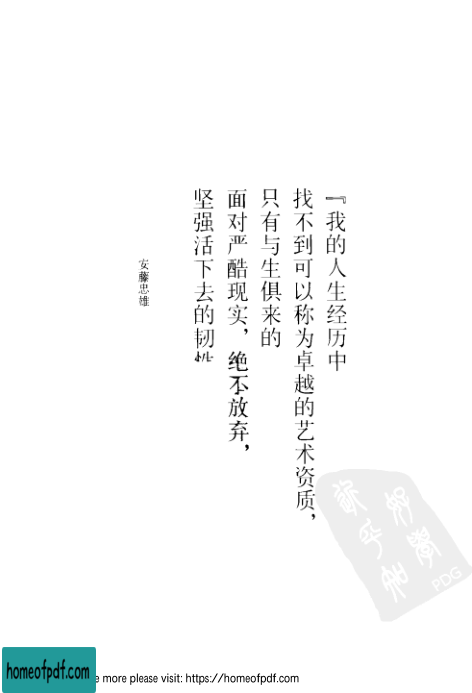 『我的人生经历中
找不到可以称为卓越的艺术资质，
只有与生俱来的
面对严酷现实，绝不放弃，
坚强活下去的韧性
安藤忠雄
PDG
homeofpdf.com
e more please visit: https://homeofpdf.com